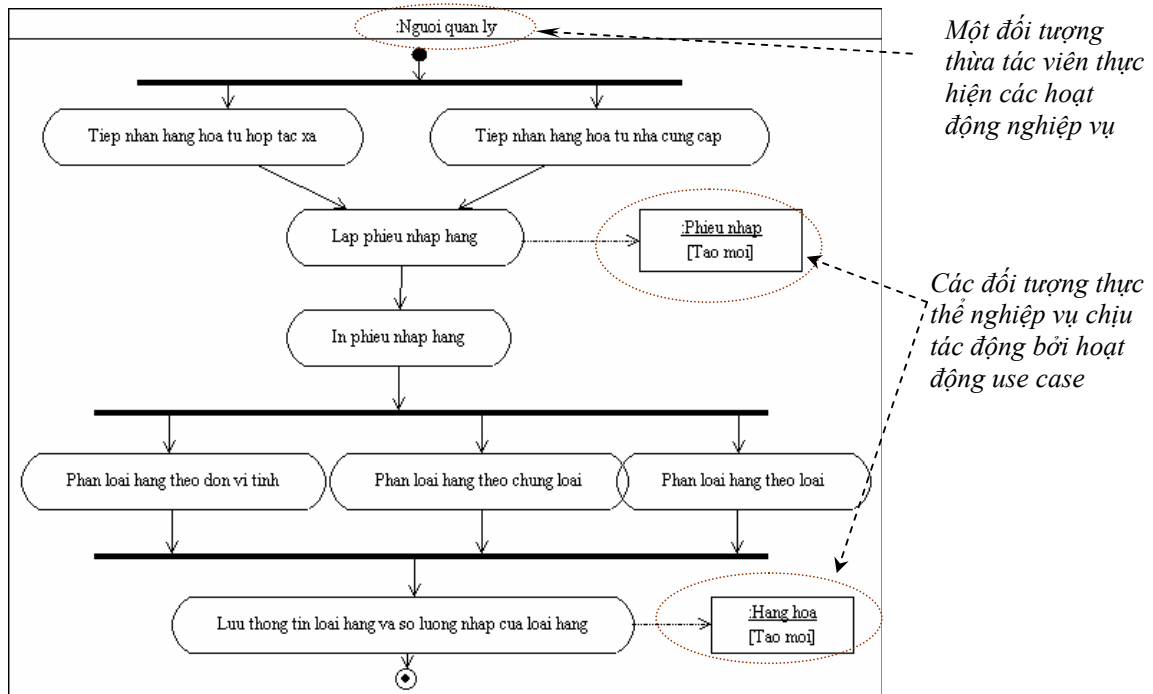 :Nguoi quan ly
Một đối tượng
thừa tác viên thực
hiện các hoạt
động nghiệp vụ
Tiep nhan hang hoa tu hop tac xa
Tiep nhan hang hoa tu nha cung cap
Lap phieu nhap hang
:Phieu nhap
[Tao moi]
Các đối tượng thực
thể nghiệp vụ chịu
tác động bởi hoạt
động use case
In phieu nhap hang
Phan loai hang theo don vi tinh
Phan loai hang theo chung loai
Phan loai hang theo loai
Luu thong tin loai hang va so luong nhap cua loai hang
:Hang hoa
[Tao moi]